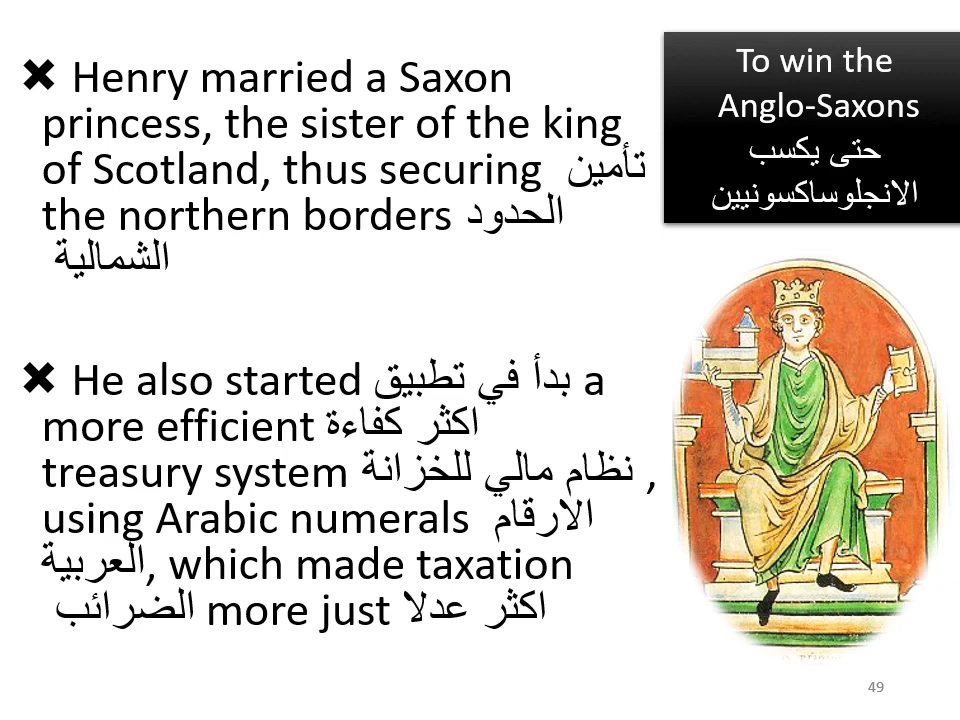 ✖ Henry married a Saxon
princess, the sister of the king
of Scotland, thus securing تأمين
the northern borders الحدود
الشمالية
✖ He also started بدأ في تطبيق a
more efficient اكثر كفاءة
treasury system نظام مالي للخزانة ,
using Arabic numerals الارقام
العربية, which made taxation
الضرائب more just اكثر عدلا
To win the
Anglo-Saxons
حتى يكسب
الانجلوساكسونيين
49